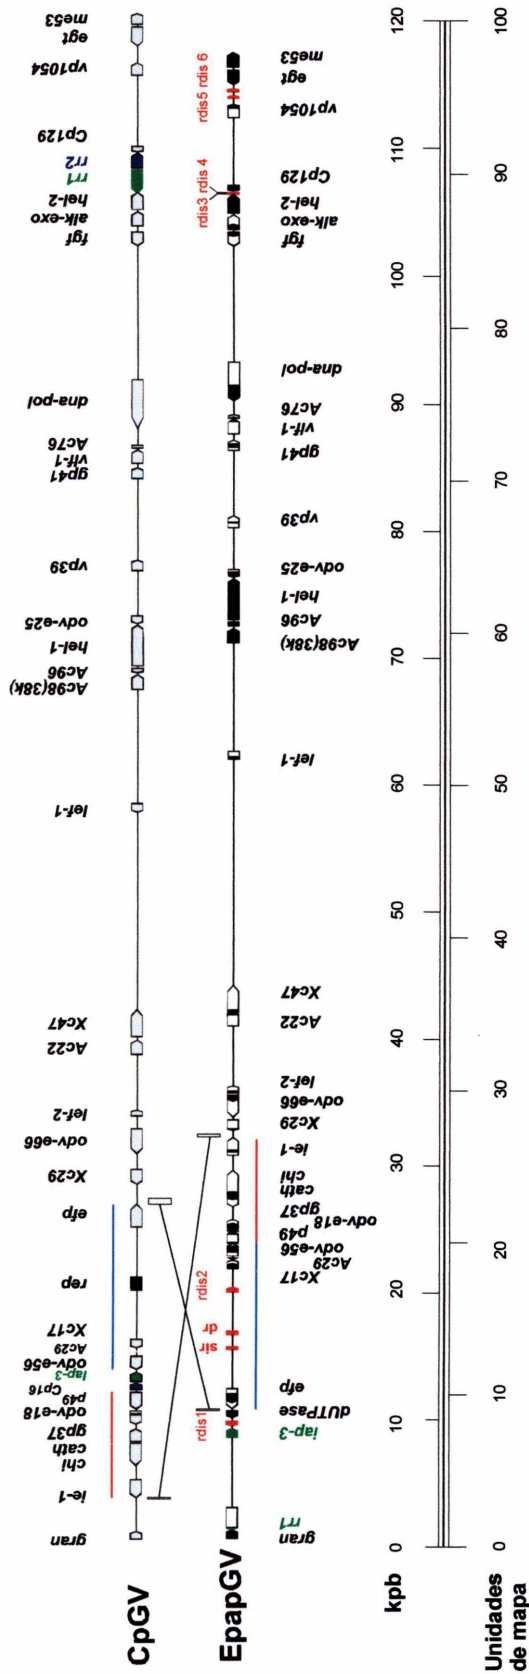 gran ie-1 chi cath gp37 odv-e18 p49 Cp16 iap-3 odv-e56 Ac29 Xc17 rep efp Xc29 odv-e66 lef-2 Ac22 Xc47 lef-1 Ac98(38k) Ac96 hel-1 odv-e25 vp39 gp41 vlf-1 Ac76 dna-pol fgf alk-exo hel-2 rr1 rr2 Cp129 vp1054 egt me53
CpGV
rdis1 sir dr rdis2 rdis3 rdis 4 rdis5 rdis 6
EpapGV
gran rr1 iap-3 dUTPase efp Xc17 Ac29 odv-e56 p49 odv-e18 gp37 cath chi ie-1 Xc29 odv-e66 lef-2 Ac22 Xc47 lef-1 Ac98(38k) Ac96 hel-1 odv-e25 vp39 gp41 vlf-1 Ac76 dna-pol fgf alk-exo hel-2 Cp129 vp1054 egt me53
kpb 0 10 20 30 40 50 60 70 80 90 100 110 120
Unidades
de mapa
0 10 20 30 40 50 60 70 80 90 100